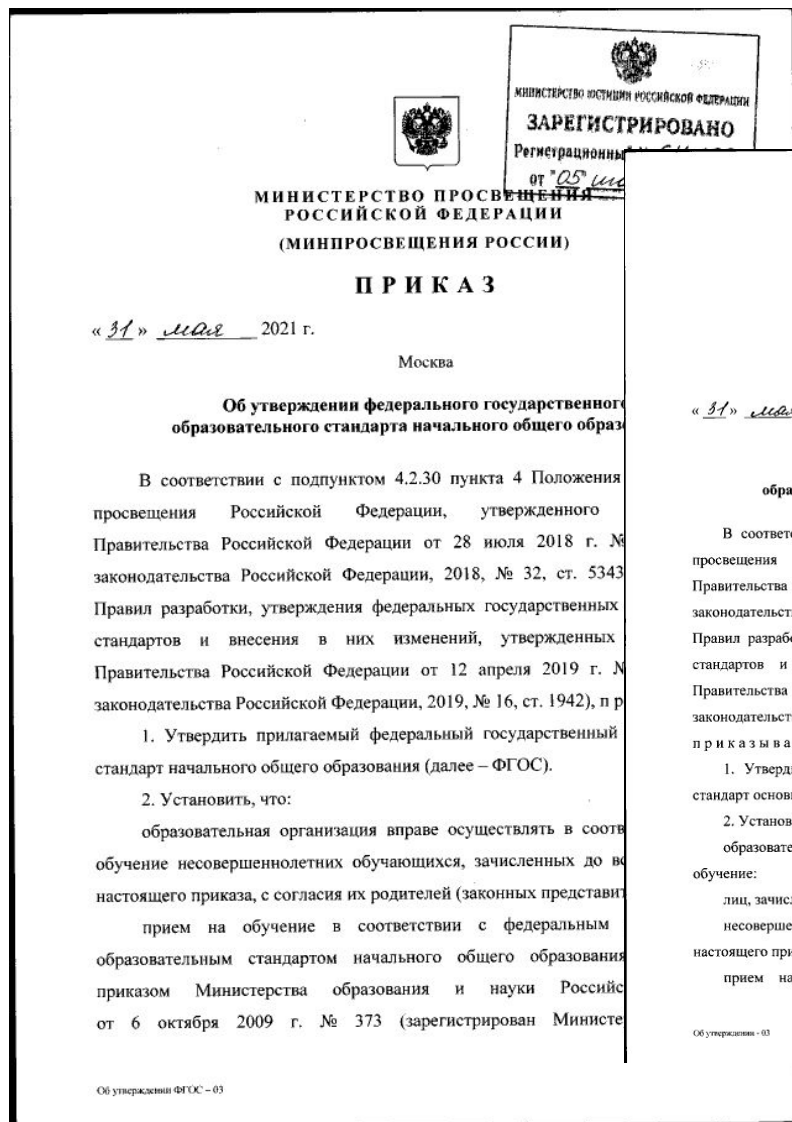 МИНИСТЕРСТВО ЮСТИЦИИ РОССИЙСКОЙ ФЕДЕРАЦИИ
ЗАРЕГИСТРИРОВАНО
Регистрационны
от "05"
МИНИСТЕРСТВО ПРОСВЕЩЕНИЯ
РОССИЙСКОЙ ФЕДЕРАЦИИ
(МИНПРОСВЕЩЕНИЯ РОССИИ)
ПРИКАЗ
« 31 » мая 2021 г.
Москва
Об утверждении федерального государственного
образовательного стандарта начального общего образо
В соответствии с подпунктом 4.2.30 пункта 4 Положения
просвещения Российской Федерации, утвержденного
Правительства Российской Федерации от 28 июля 2018 г. №
законодательства Российской Федерации, 2018, № 32, ст. 5343
Правил разработки, утверждения федеральных государственных
стандартов и внесения в них изменений, утвержденных
Правительства Российской Федерации от 12 апреля 2019 г. №
законодательства Российской Федерации, 2019, № 16, ст. 1942), п р
1. Утвердить прилагаемый федеральный государственный
стандарт начального общего образования (далее – ФГОС).
2. Установить, что:
образовательная организация вправе осуществлять в соотв
обучение несовершеннолетних обучающихся, зачисленных до вс
настоящего приказа, с согласия их родителей (законных представит
прием на обучение в соответствии с федеральным
образовательным стандартом начального общего образования
приказом Министерства образования и науки Российс
от 6 октября 2009 г. № 373 (зарегистрирован Министе
Об утверждении ФГОС – 03
« 31 » мая
обра
В соответс
просвещения
Правительства
законодательст
Правил разрабо
стандартов и
Правительства
законодательст
п р и к а з ы в а
1. Утверди
стандарт основн
2. Установ
образовате
обучение:
лиц, зачисл
несоверше
настоящего при
прием на
Об утверждении - 03